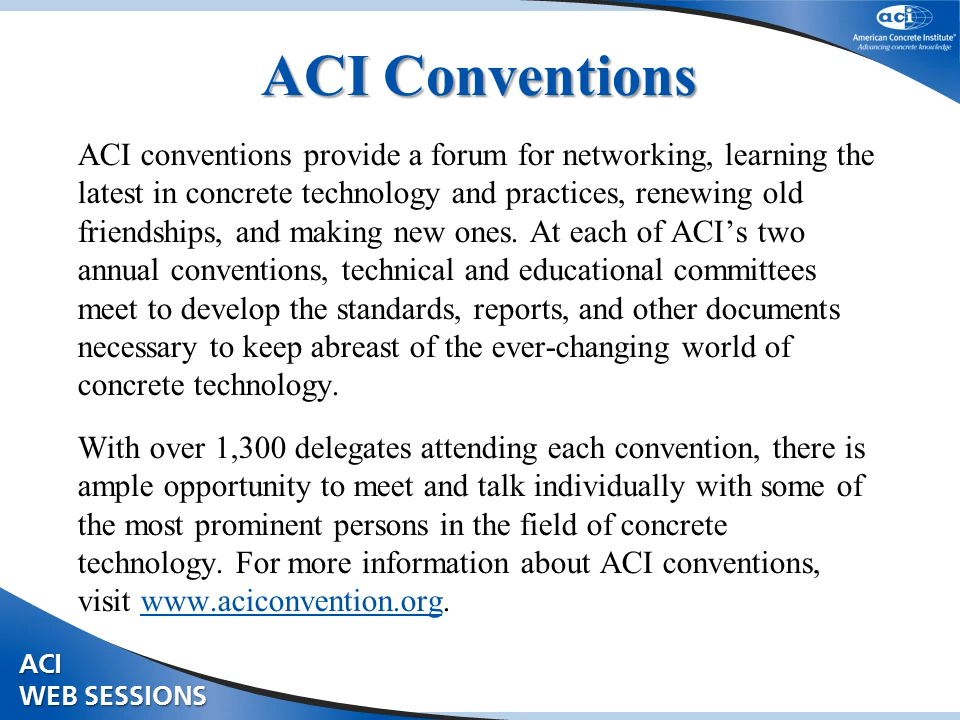 aci
American Concrete Institute®
Advancing concrete knowledge
ACI Conventions
ACI conventions provide a forum for networking, learning the
latest in concrete technology and practices, renewing old
friendships, and making new ones. At each of ACI’s two
annual conventions, technical and educational committees
meet to develop the standards, reports, and other documents
necessary to keep abreast of the ever-changing world of
concrete technology.
With over 1,300 delegates attending each convention, there is
ample opportunity to meet and talk individually with some of
the most prominent persons in the field of concrete
technology. For more information about ACI conventions,
visit www.aciconvention.org.
ACI
WEB SESSIONS